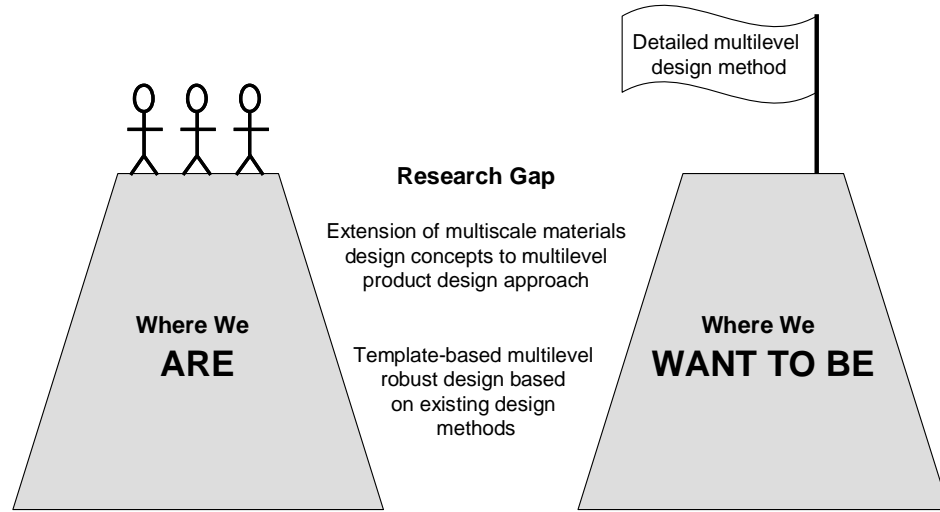 Detailed multilevel
design method
Research Gap
Extension of multiscale materials
design concepts to multilevel
product design approach
Where We
ARE
Template-based multilevel
robust design based
on existing design
methods
Where We
WANT TO BE